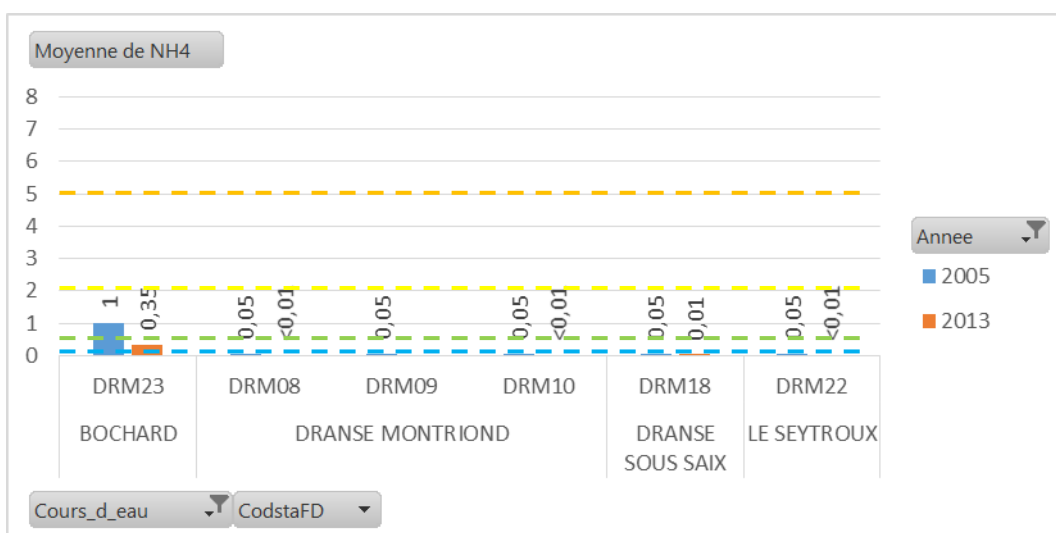 Moyenne de NH4
8
7
6
5
4
3
2
1
0
1
0,35
0,05
<0,01
0,05
0,05
<0,01
0,05
0,01
0,05
<0,01
DRM23
DRM08
DRM09
DRM10
DRM18
DRM22
BOCHARD
DRANSE MONTRIOND
DRANSE
SOUS SAIX
LE SEYTROUX
Annee
2005
2013
Cours_d_eau
CodstaFD